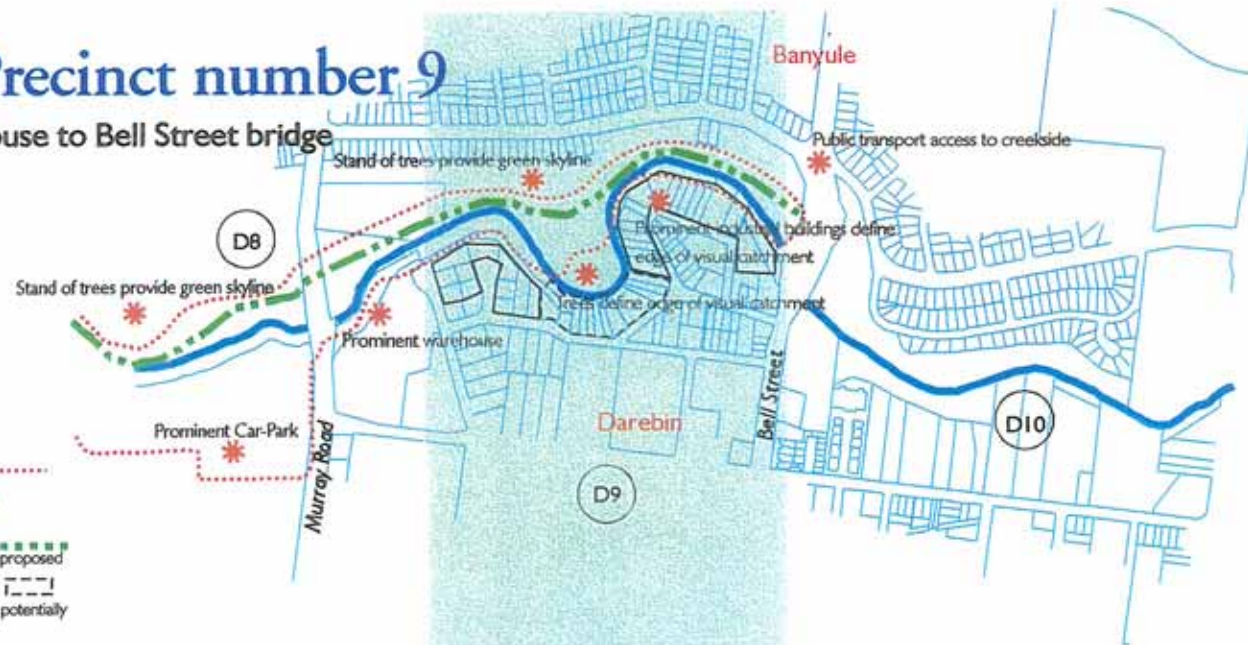 Precinct number 9
ouse to Bell Street bridge
Banyule
Public transport access to creekside
Stand of trees provide green skyline
D8
Prominent industrial buildings define
edge of visual catchment
Stand of trees provide green skyline
Trees define edge of visual catchment
Prominent warehouse
Bell Street
Darebin
D10
Prominent Car-Park
Murray Road
D9
proposed
potentially